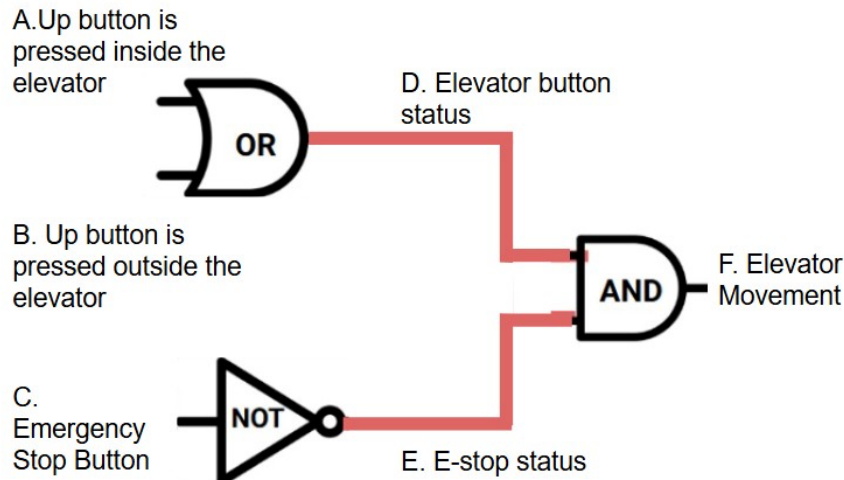 A.Up button is
pressed inside the
elevator
D. Elevator button
status
OR
B. Up button is
pressed outside the
elevator
F. Elevator
Movement
AND
C.
Emergency
Stop Button
NOT
E. E-stop status